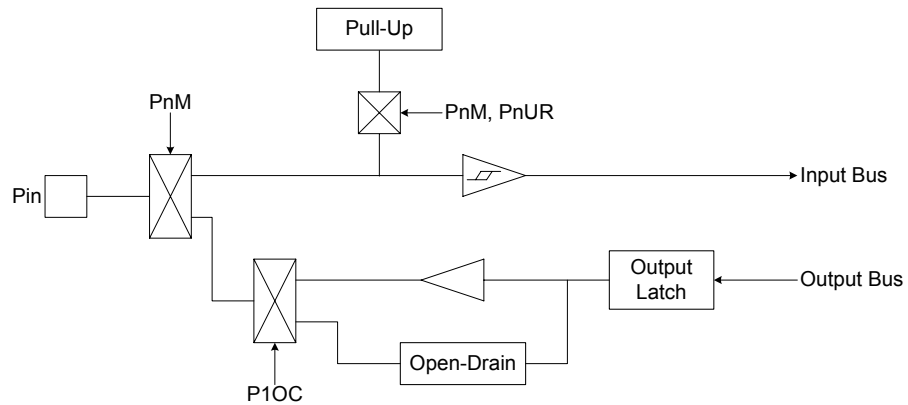 Pull-Up
PnM
PnM, PnUR
Pin
Input Bus
Output
Latch
Output Bus
Open-Drain
P1OC